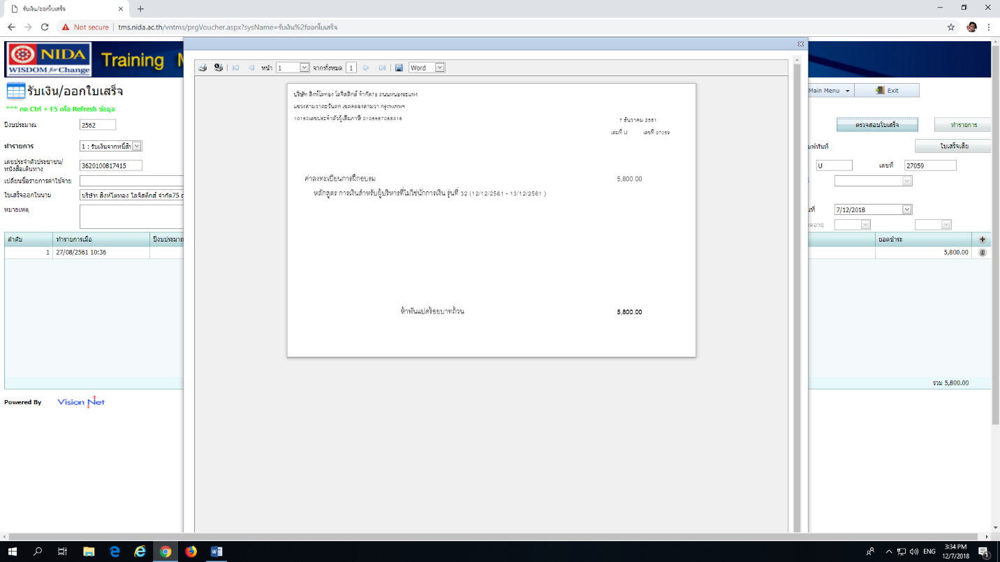 รับเงิน/ออกใบเสร็จ
Not secure | tms.nida.ac.th/vntms/prgVoucher.aspx?sysName=รับเงิน%2fออกใบเสร็จ
NIDA
WISDOM for Change
Training
รับเงิน/ออกใบเสร็จ
*** กด Ctrl + F5 เพื่อ Refresh ข้อมูล
ปีงบประมาณ 2562
ทำรายการ 1 : รับเงินจากหนี้สิ
เลขประจำตัวประชาชน/
หนังสือเดินทาง 3620100817415
เปลี่ยนชื่อรายการค่าใช้จ่าย
ใบเสร็จออกในนาม บริษัท สิงห์โตทอง โลจิสติกส์ จำกัด75 ถ
หมายเหตุ
ลำดับ ทำรายการเมื่อ ปีงบประมาณ
1 27/08/2561 10:36
Powered By Vision Net
หน้า 1 จากทั้งหมด 1 Word
บริษัท สิงห์โตทอง โลจิสติกส์ จำกัด75 ถนนหนองระแหง
แขวงสามวาตะวันตก เขตคลองสามวา กรุงเทพฯ
10150เลขประจำตัวผู้เสียภาษี 0105557065316
7 ธันวาคม 2561
เล่มที่ U เลขที่ 27059
ค่าลงทะเบียนการฝึกอบรม 5,800.00
หลักสูตร การเงินสำหรับผู้บริหารที่ไม่ใช่นักการเงิน รุ่นที่ 32 (12/12/2561 - 13/12/2561 )
ห้าพันแปดร้อยบาทถ้วน 5,800.00
Main Menu Exit
ตรวจสอบใบเสร็จ ทำรายการ
มพ์ทันที ใบเสร็จเสีย
U เลขที่ 27059
นที่ 7/12/2018
ดอายุ
ยอดชำระ
5,800.00
รวม 5,800.00
ENG
3:34 PM
12/7/2018